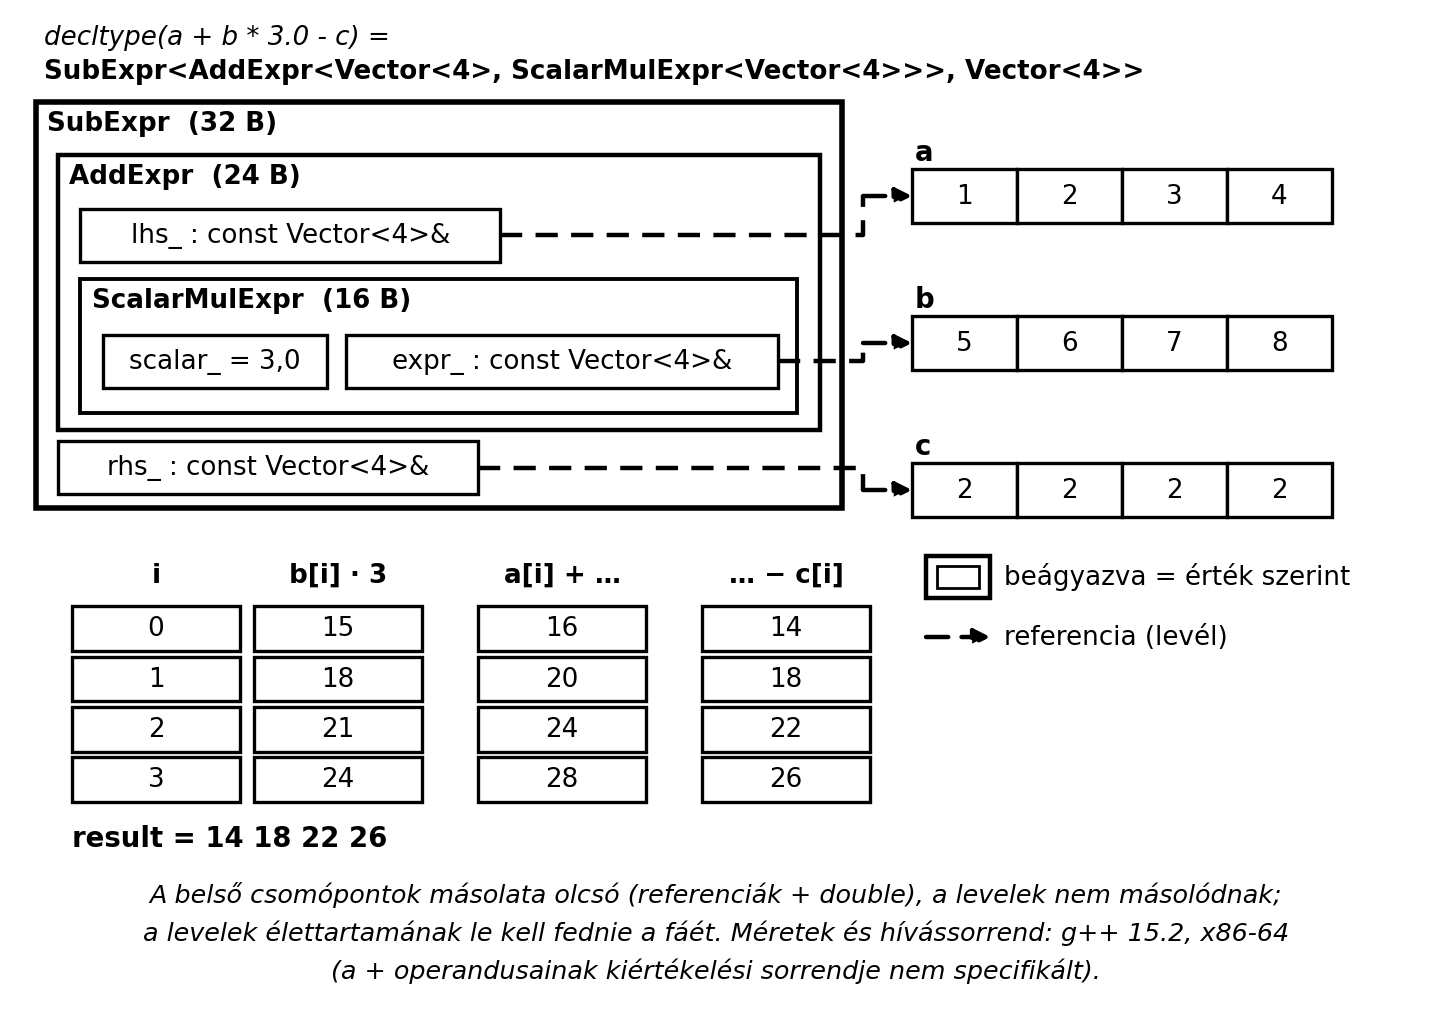 decltype(a + b * 3.0 - c) =
SubExpr<AddExpr<Vector<4>, ScalarMulExpr<Vector<4>>>, Vector<4>>
SubExpr (32 B)
AddExpr (24 B)
lhs_ : const Vector<4>&
ScalarMulExpr (16 B)
scalar_ = 3,0
expr_ : const Vector<4>&
rhs_ : const Vector<4>&
a
1 2 3 4
b
5 6 7 8
c
2 2 2 2
i b[i] · 3 a[i] + … … − c[i]
0 15 16 14
1 18 20 18
2 21 24 22
3 24 28 26
result = 14 18 22 26
beágyazva = érték szerint
referencia (levél)
A belső csomópontok másolata olcsó (referenciák + double), a levelek nem másolódnak;
a levelek élettartamának le kell fednie a fáét. Méretek és hívássorrend: g++ 15.2, x86-64
(a + operandusainak kiértékelési sorrendje nem specifikált).